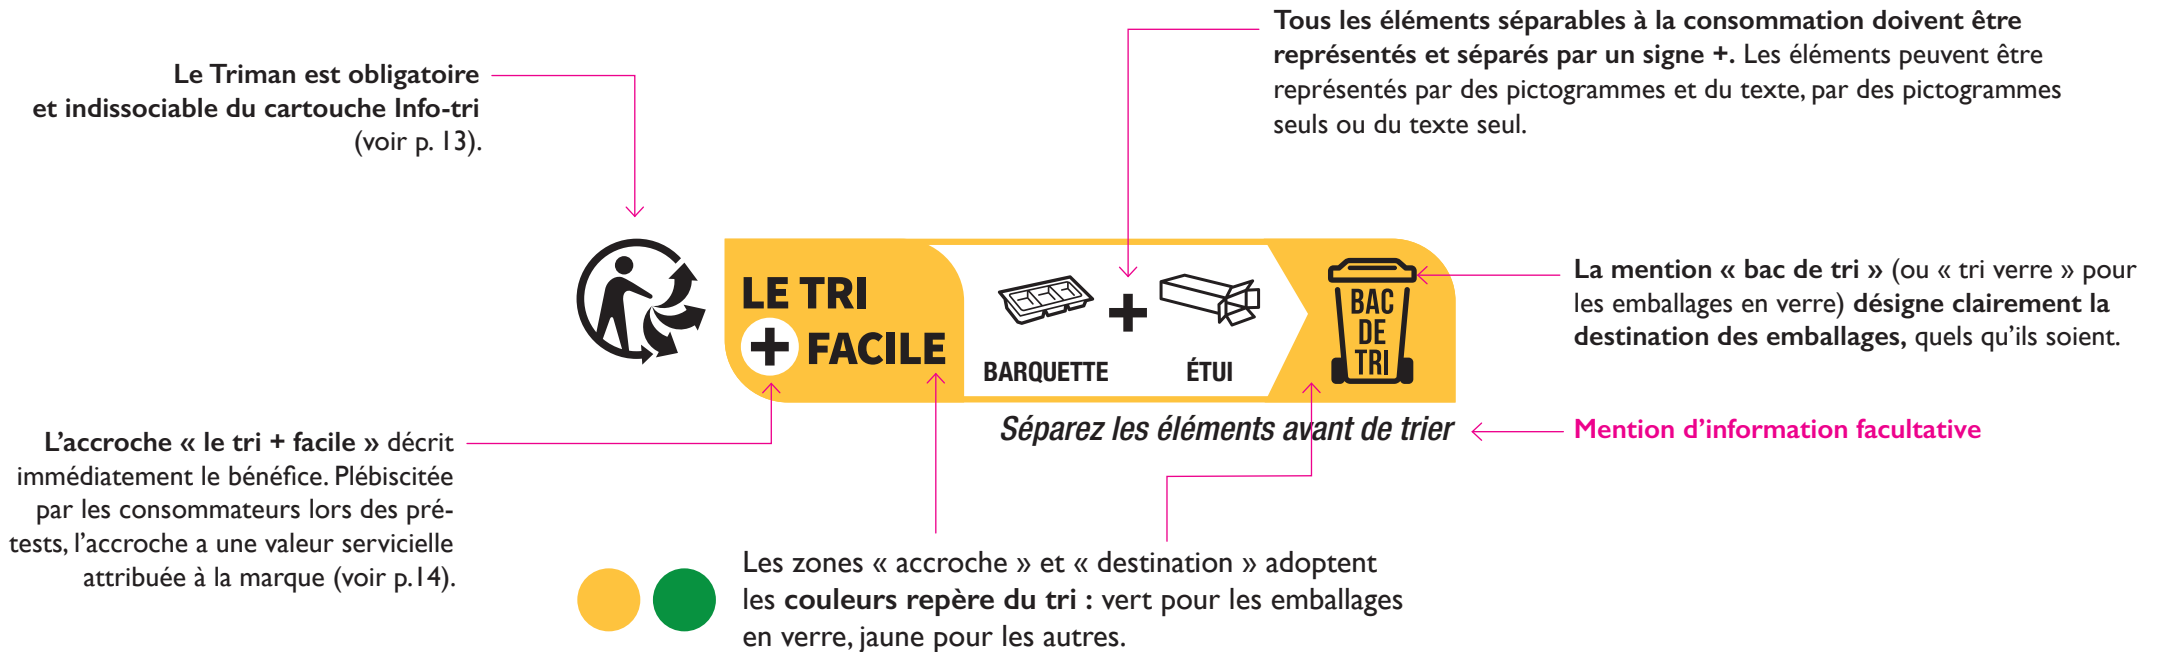 Le Triman est obligatoire
et indissociable du cartouche Info-tri
(voir p. 13).
Tous les éléments séparables à la consommation doivent être
représentés et séparés par un signe +. Les éléments peuvent être
représentés par des pictogrammes et du texte, par des pictogrammes
seuls ou du texte seul.
LE TRI
+ FACILE
BARQUETTE
+
ÉTUI
BAC
DE
TRI
Séparez les éléments avant de trier
La mention « bac de tri » (ou « tri verre » pour
les emballages en verre) désigne clairement la
destination des emballages, quels qu'ils soient.
Mention d'information facultative
L'accroche « le tri + facile » décrit
immédiatement le bénéfice. Plébiscitée
par les consommateurs lors des pré-
tests, l'accroche a une valeur servicielle
attribuée à la marque (voir p.14).
Les zones « accroche » et « destination » adoptent
les couleurs repère du tri : vert pour les emballages
en verre, jaune pour les autres.